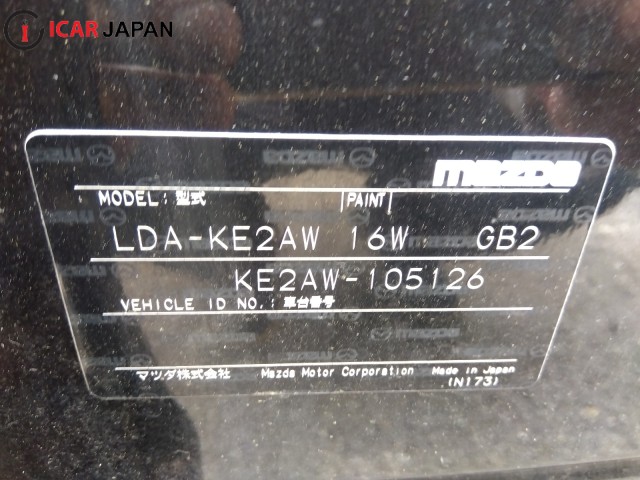 ICAR JAPAN
mazda
MODEL: 型式 PAINT
LDA-KE2AW 16W GB2
KE2AW-105126
VEHICLE ID NO.: 車台番号
マツダ株式会社 Mazda Motor Corporation Made in Japan
(N173)